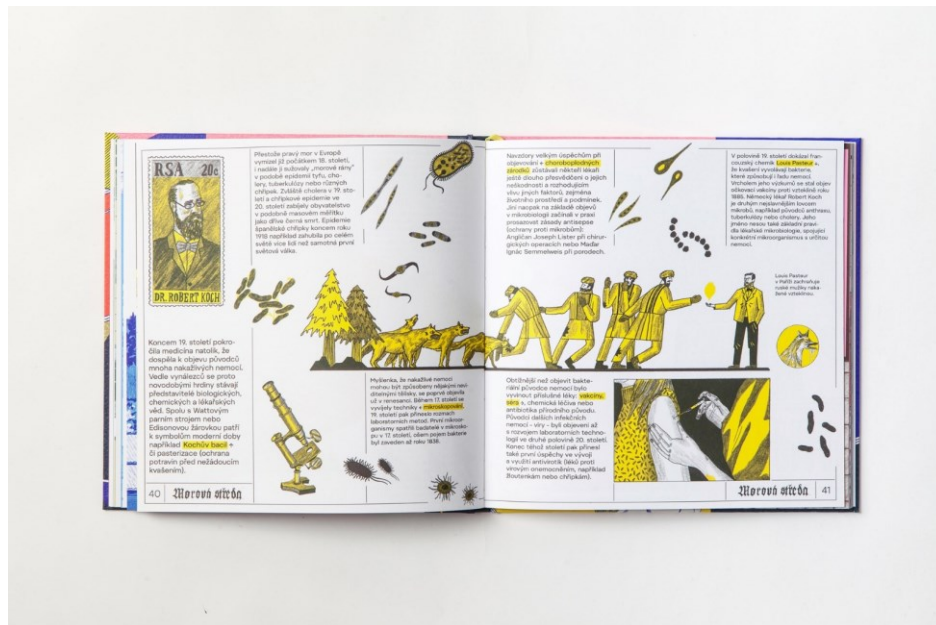 RSA 20c
DR. ROBERT KOCH
Přestože pravý mor v Evropě
vymizel již počátkem 18. století,
i nadále ji sužovaly „morové rány“
v podobě epidemií tyfu, cho-
lery, tuberkulózy nebo různých
chřipek. Zvláště cholera v 19. sto-
letí a chřipkové epidemie ve
20. století zabíjely obyvatelstvo
v podobně masovém měřítku
jako dříve černá smrt. Epidemie
španělské chřipky koncem roku
1918 například zahubila po celém
světě více lidí než samotná první
světová válka.
Koncem 19. století pokro-
čila medicína natolik, že
dospěla k objevu původců
mnoha nakažlivých nemocí.
Vedle vynálezců se proto
novodobými hrdiny stávají
představitelé biologických,
chemických a lékařských
věd. Spolu s Wattovým
parním strojem nebo
Edisonovou žárovkou patří
k symbolům moderní doby
například Kochův bacil +
či pasterizace (ochrana
potravin před nežádoucím
kvašením).
Myšlenka, že nakažlivé nemoci
mohou být způsobeny nějakými nevi-
ditelnými tělísky, se poprvé objevila
už v renesanci. Během 17. století se
vyvíjely techniky + mikroskopování,
19. století pak přineslo rozmach
laboratorních metod. První mikroor-
ganismy spatřili badatelé v mikrosko-
pu v 17. století, ošem pojem bakterie
byl zaveden až roku 1838.
40 Morová středa
Navzdory velkým úspěchům při
objevování + choroboplodných
zárodků zůstávali někteří lékaři
ještě dlouho přesvědčeni o jejich
neškodnosti a rozhodujícím
vlivu jiných faktorů, zejména
životního prostředí a podmínek.
Jiní naopak na základě objevů
v mikrobiologii začínali v praxi
prosazovat zásady antisepse
(ochrany proti mikrobům):
Angličan Joseph Lister při chirur-
gických operacích nebo Maďar
Ignác Semmelweis při porodech.
V polovině 19. století dokázal fran-
couzský chemik Louis Pasteur +,
že kvašení vyvolávají bakterie,
které způsobují i řadu nemocí.
Vrcholem jeho výzkumů se stal objev
očkovací vakcíny proti vzteklině roku
1885. Německý lékař Robert Koch
je druhým nejslavnějším lovcem
mikrobů, například původců anthraxu,
tuberkulózy nebo cholery. Jeho
jméno nesou také základní pravi-
dla lékařské mikrobiologie, spojující
konkrétní mikroorganismus s určitou
nemocí.
Louis Pasteur
v Paříži zachraňuje
ruské mužiky naka-
žené vzteklinou.
Obtížnější než objevit bakte-
riální původce nemocí bylo
vyvinout příslušné léky: vakcíny,
séra +, chemická léčiva nebo
antibiotika přírodního původu.
Původci dalších infekčních
nemocí – viry – byli objeveni až
s rozvojem laboratorních techno-
logií ve druhé polovině 20. století.
Konec téhož století pak přinesl
také první úspěchy ve vývoji
a využití antivirotik (léků proti
virovým onemocněním, například
neštovicím nebo chřipkám).
Morová středa 41